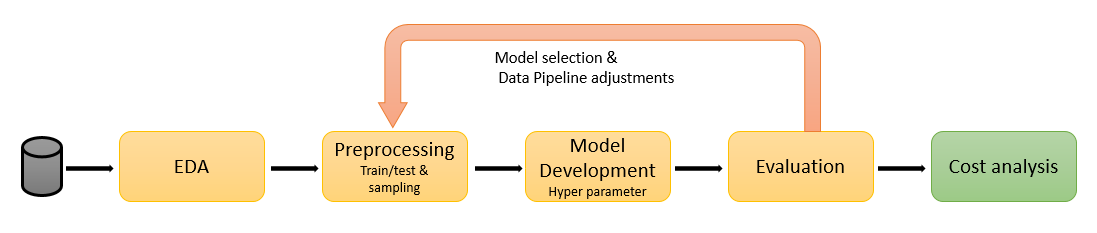 Model selection &
Data Pipeline adjustments
EDA
Preprocessing
Train/test &
sampling
Model
Development
Hyper parameter
Evaluation
Cost analysis